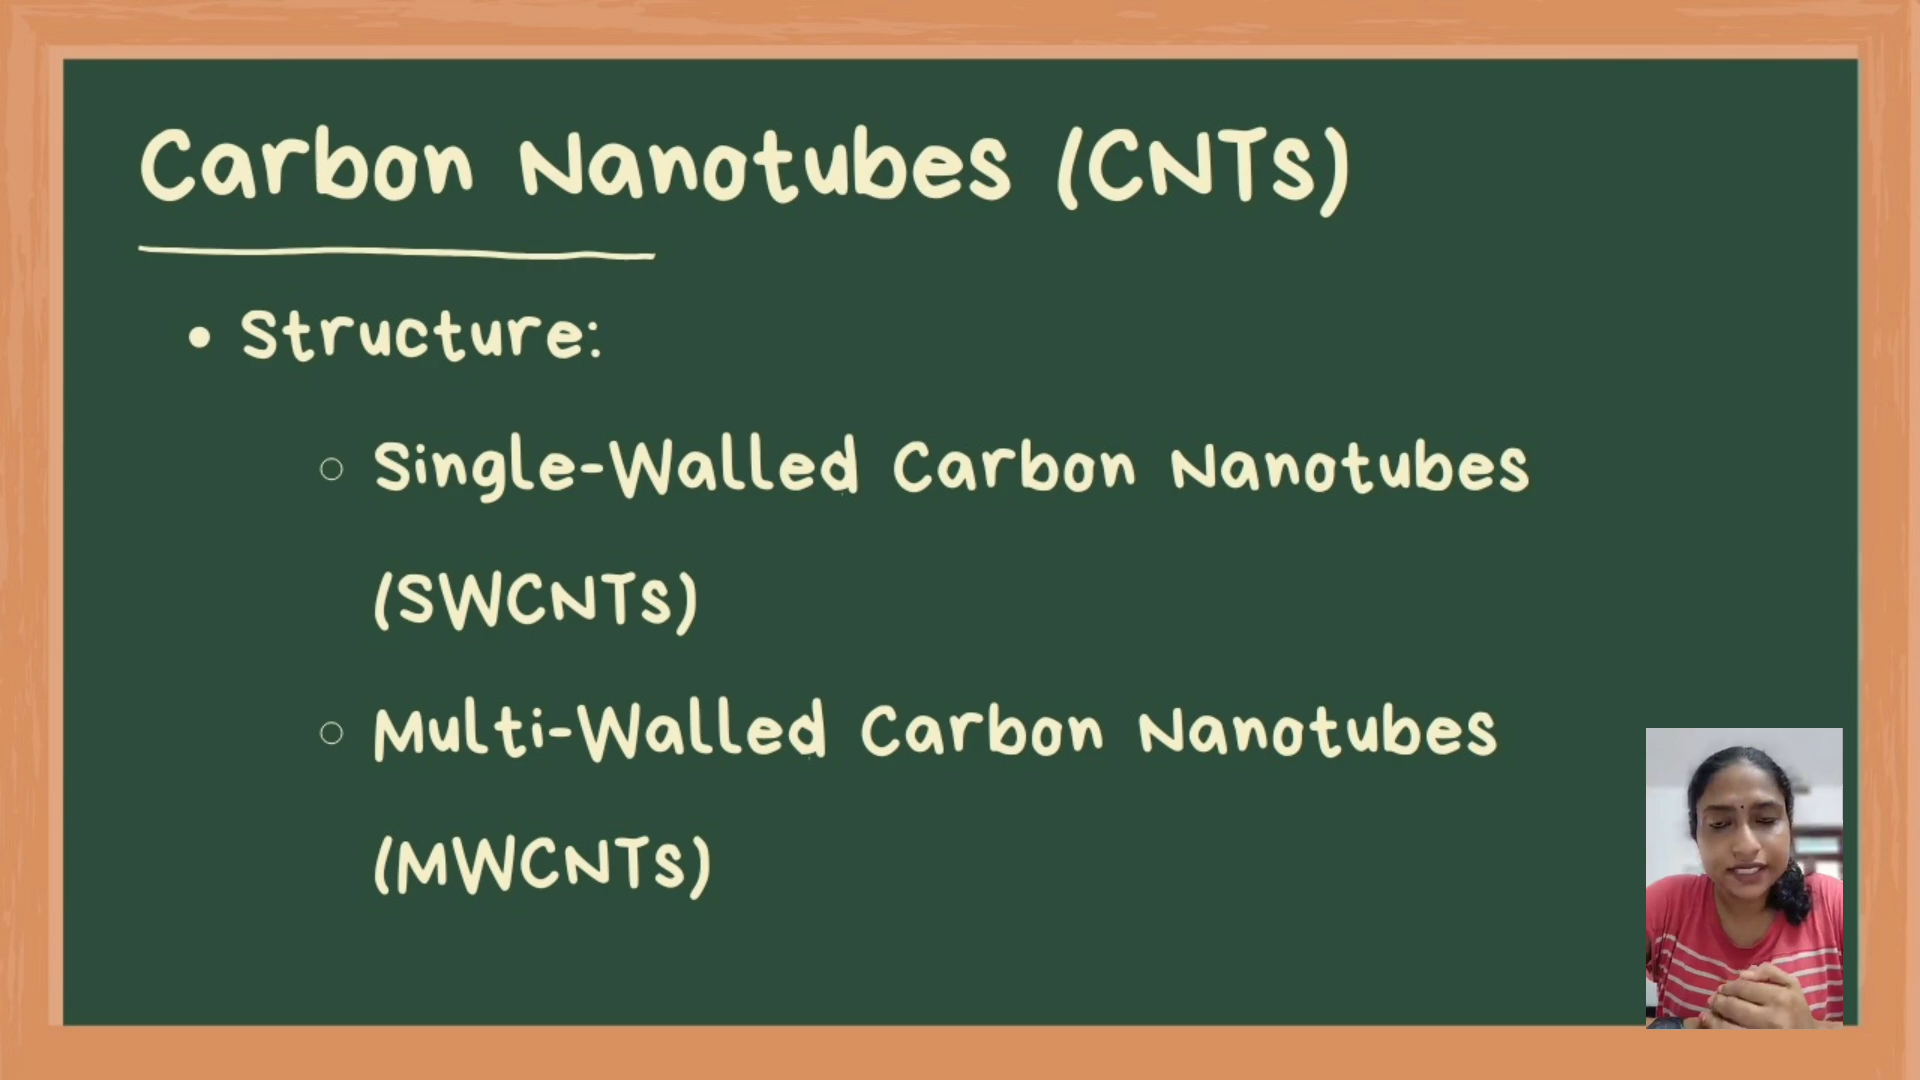 Carbon Nanotubes (CNTs)
• Structure:
○ Single-Walled Carbon Nanotubes
(SWCNTs)
○ Multi-Walled Carbon Nanotubes
(MWCNTs)